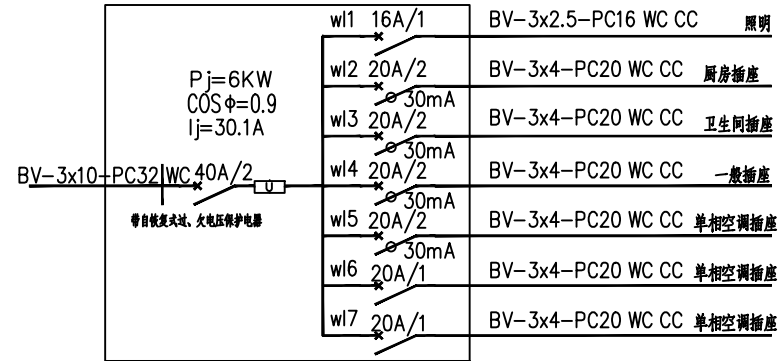 wl1 16A/1 BV-3x2.5-PC16 WC CC 照明
wl2 20A/2 BV-3x4-PC20 WC CC 厨房插座
30mA
wl3 20A/2 BV-3x4-PC20 WC CC 卫生间插座
30mA
wl4 20A/2 BV-3x4-PC20 WC CC 一般插座
30mA
wl5 20A/2 BV-3x4-PC20 WC CC 单相空调插座
30mA
wl6 20A/1 BV-3x4-PC20 WC CC 单相空调插座
wl7 20A/1 BV-3x4-PC20 WC CC 单相空调插座
Pj=6KW
COSφ=0.9
Ij=30.1A
BV-3x10-PC32 WC 40A/2 U
带自恢复式过、欠电压保护电器